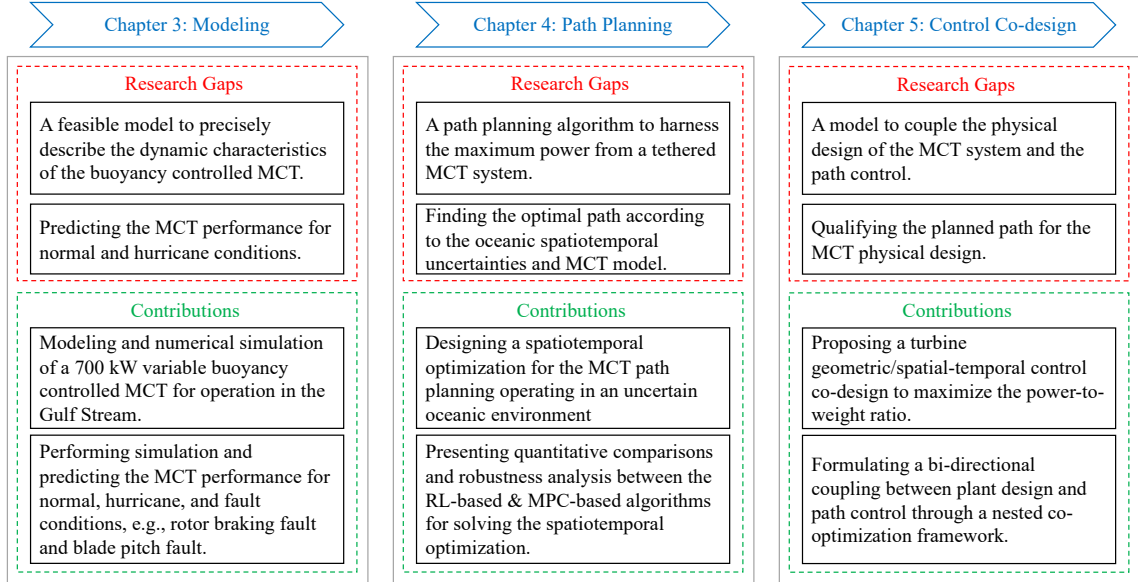 Chapter 3: Modeling
Research Gaps
A feasible model to precisely
describe the dynamic characteristics
of the buoyancy controlled MCT.
Predicting the MCT performance for
normal and hurricane conditions.
Contributions
Modeling and numerical simulation
of a 700 kW variable buoyancy
controlled MCT for operation in the
Gulf Stream.
Performing simulation and
predicting the MCT performance for
normal, hurricane, and fault
conditions, e.g., rotor braking fault
and blade pitch fault.
Chapter 4: Path Planning
Research Gaps
A path planning algorithm to harness
the maximum power from a tethered
MCT system.
Finding the optimal path according
to the oceanic spatiotemporal
uncertainties and MCT model.
Contributions
Designing a spatiotemporal
optimization for the MCT path
planning operating in an uncertain
oceanic environment
Presenting quantitative comparisons
and robustness analysis between the
RL-based & MPC-based algorithms
for solving the spatiotemporal
optimization.
Chapter 5: Control Co-design
Research Gaps
A model to couple the physical
design of the MCT system and the
path control.
Qualifying the planned path for the
MCT physical design.
Contributions
Proposing a turbine
geometric/spatial-temporal control
co-design to maximize the power-to-
weight ratio.
Formulating a bi-directional
coupling between plant design and
path control through a nested co-
optimization framework.